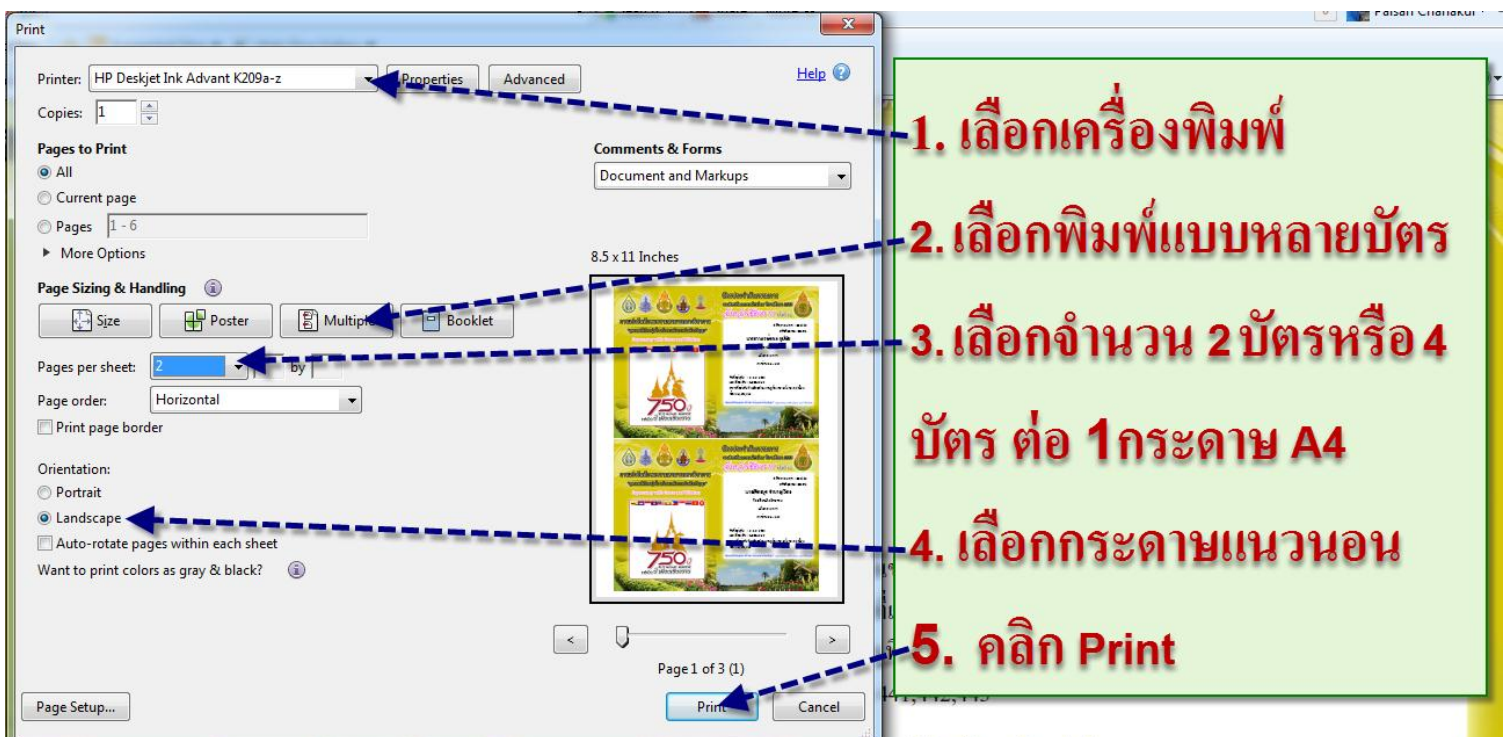 Print
Printer: HP Deskjet Ink Advant K209a-z Properties Advanced Help
Copies: 1
Pages to Print
All
Current page
Pages 1 - 6
More Options
Comments & Forms
Document and Markups
Page Sizing & Handling
Size Poster Booklet
Pages per sheet: 2 by
Page order: Horizontal
Print page border
Orientation:
Portrait
Landscape
Auto-rotate pages within each sheet
Want to print colors as gray & black?
8.5 x 11 Inches
750
750
< >
Page 1 of 3 (1)
Page Setup... Print Cancel
1. เลือกเครื่องพิมพ์
2. เลือกพิมพ์แบบหลายบัตร
3. เลือกจำนวน 2 บัตรหรือ 4
บัตร ต่อ 1กระดาษ A4
4. เลือกกระดาษแนวนอน
5. คลิก Print